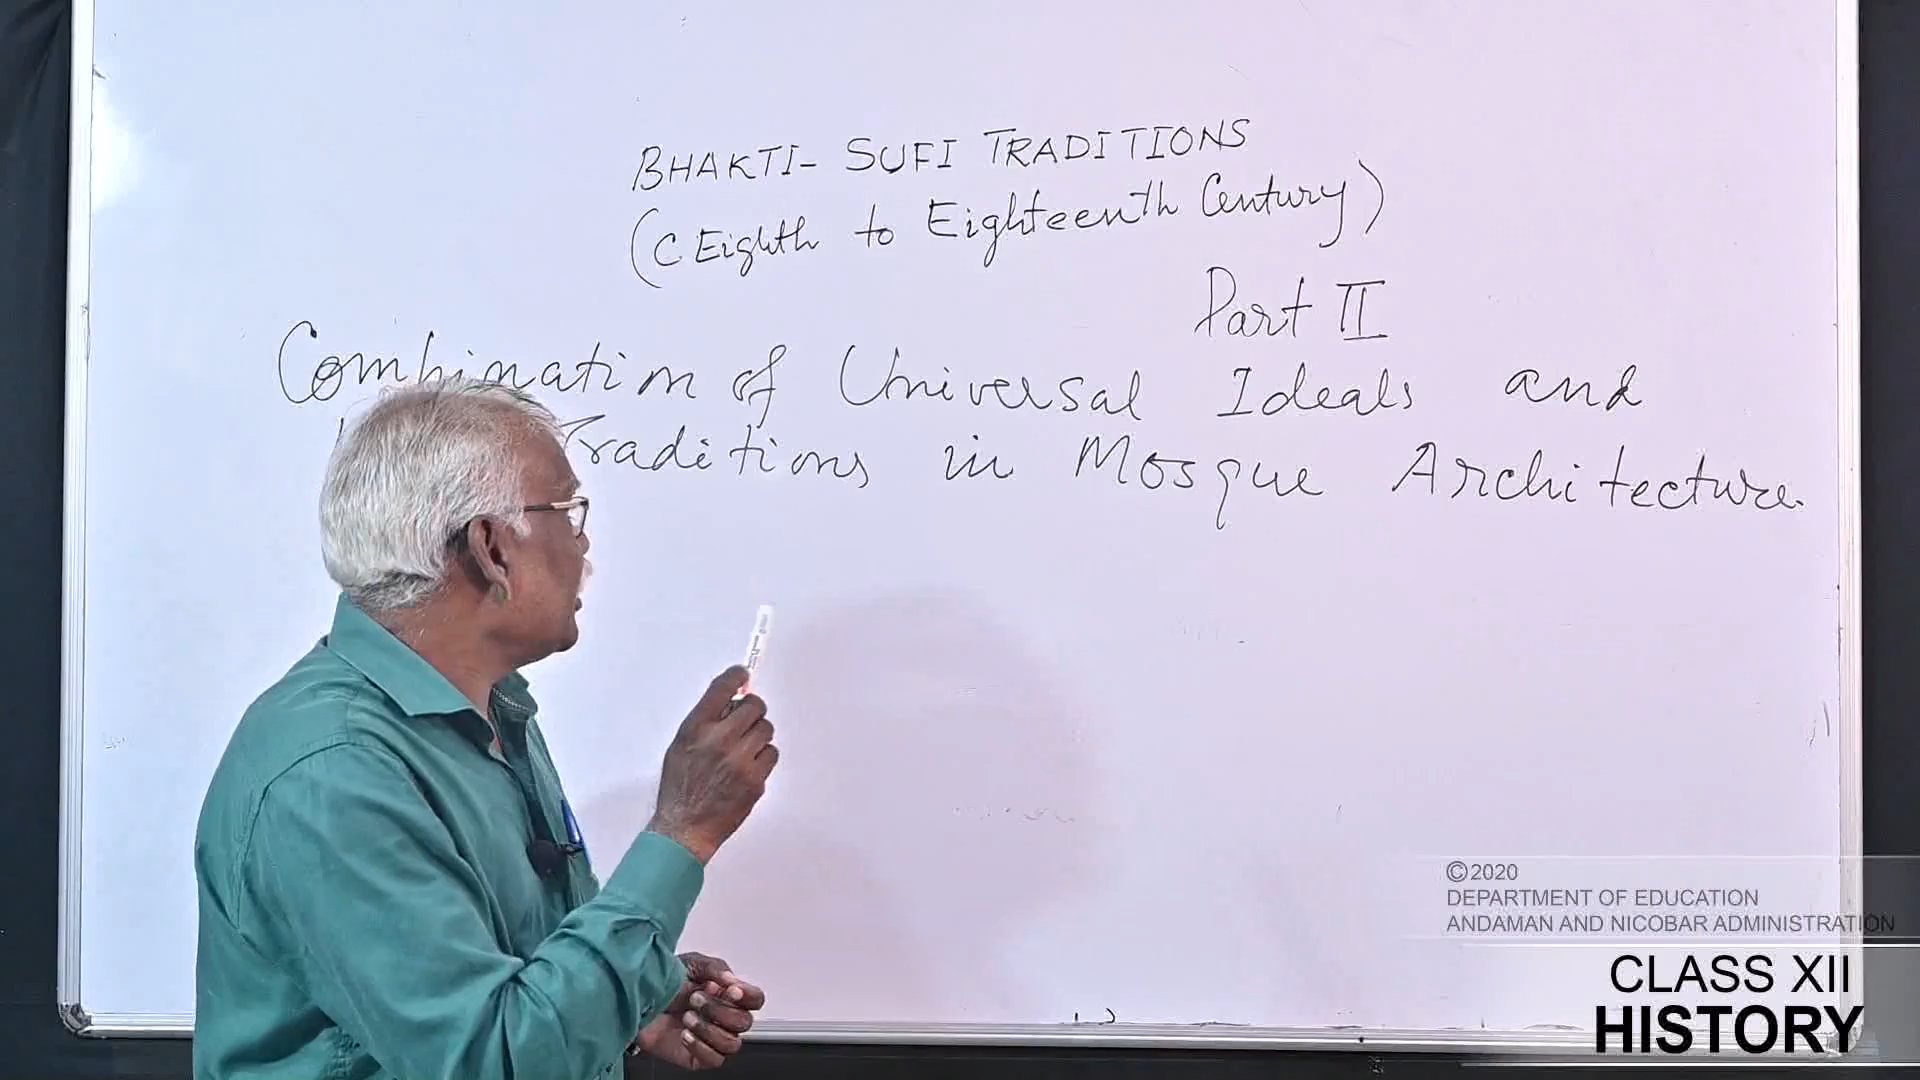 BHAKTI- SUFI TRADITIONS
(C Eighth to Eighteenth Century)
Part II
Combination of Universal Ideals and
Traditions in Mosque Architecture.
©2020
DEPARTMENT OF EDUCATION
ANDAMAN AND NICOBAR ADMINISTRATION
CLASS XII
HISTORY